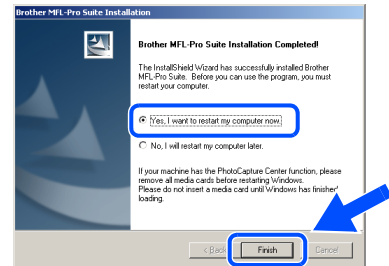 Brother MFL-Pro Suite Installation
Brother MFL-Pro Suite Installation Completed!
The InstallShield Wizard has successfully installed Brother
MFL-Pro Suite. Before you can use the program, you must
restart your computer.
Yes, I want to restart my computer now.
No, I will restart my computer later.
If your machine has the PhotoCapture Center function, please
remove all media cards before restarting Windows.
Please do not insert a media card until Windows has finished
loading.
< Back Finish Cancel